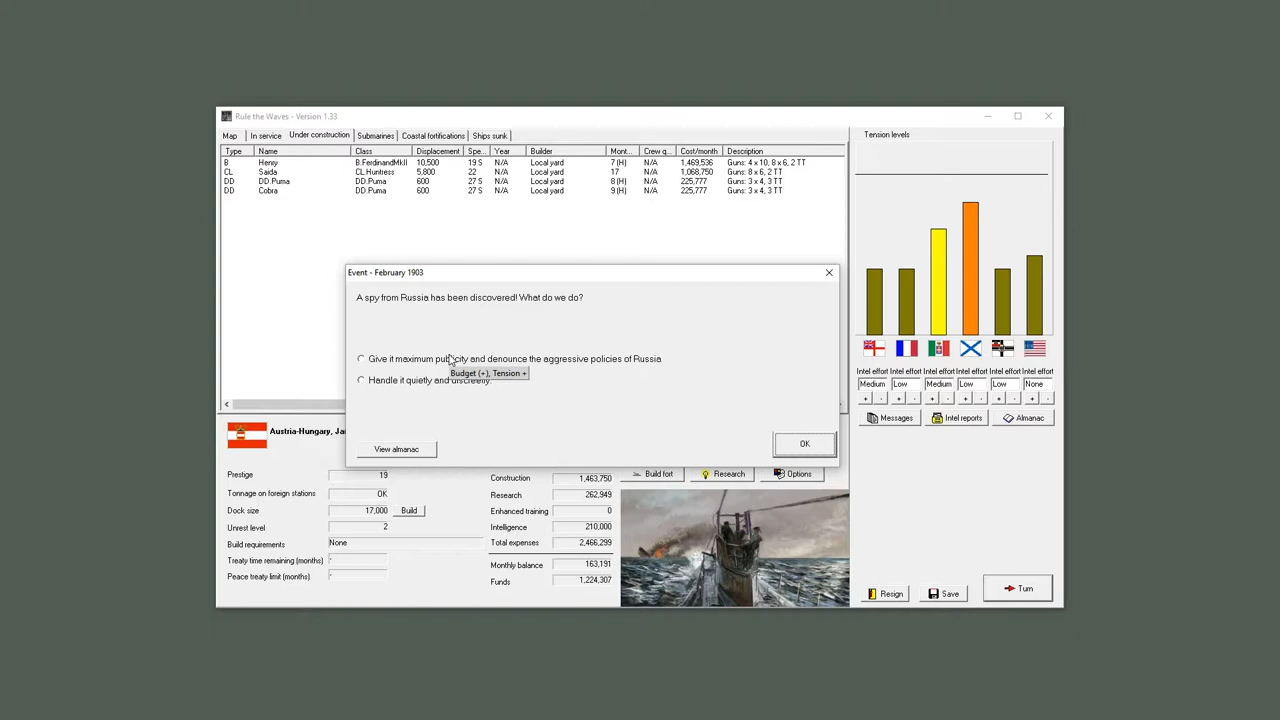 Rule the Waves - Version 1.33
Map In service Under construction Submarines Coastal fortifications Ships sunk
Tension levels
Type Name Class Displacement Spe... Year Builder Mont... Crew q... Cost/month Description
B Henry B.FerdinandMkII 10,500 19 S N/A Local yard 7 (H) N/A 1,469,536 Guns: 4 x 10, 8 x 6, 2 TT
CL Saida CL.Huntress 5,800 22 N/A Local yard 17 N/A 1,068,750 Guns: 8 x 6, 2 TT
DD DD.Puma DD.Puma 600 27 S N/A Local yard 8 (H) N/A 225,777 Guns: 3 x 4, 3 TT
DD Cobra DD.Puma 600 27 S N/A Local yard 9 (H) N/A 225,777 Guns: 3 x 4, 3 TT
Event - February 1903
A spy from Russia has been discovered! What do we do?
Give it maximum publicity and denounce the aggressive policies of Russia
Budget (+), Tension +
Handle it quietly and discreetly.
View almanac
OK
Intel effort Intel effort Intel effort Intel effort Intel effort Intel effort
Medium Low Medium Low Low None
+ - + - + - + - + - + -
Messages Intel reports Almanac
Austria-Hungary, Ja
Prestige 19
Tonnage on foreign stations OK
Dock size 17,000 Build
Unrest level 2
Build requirements None
Treaty time remaining (months) -
Peace treaty limit (months) -
Construction 1,463,750
Research 262,949
Enhanced training 0
Intelligence 210,000
Total expenses 2,466,299
Monthly balance 163,191
Funds 1,224,307
Build fort Research Options
Resign Save Turn